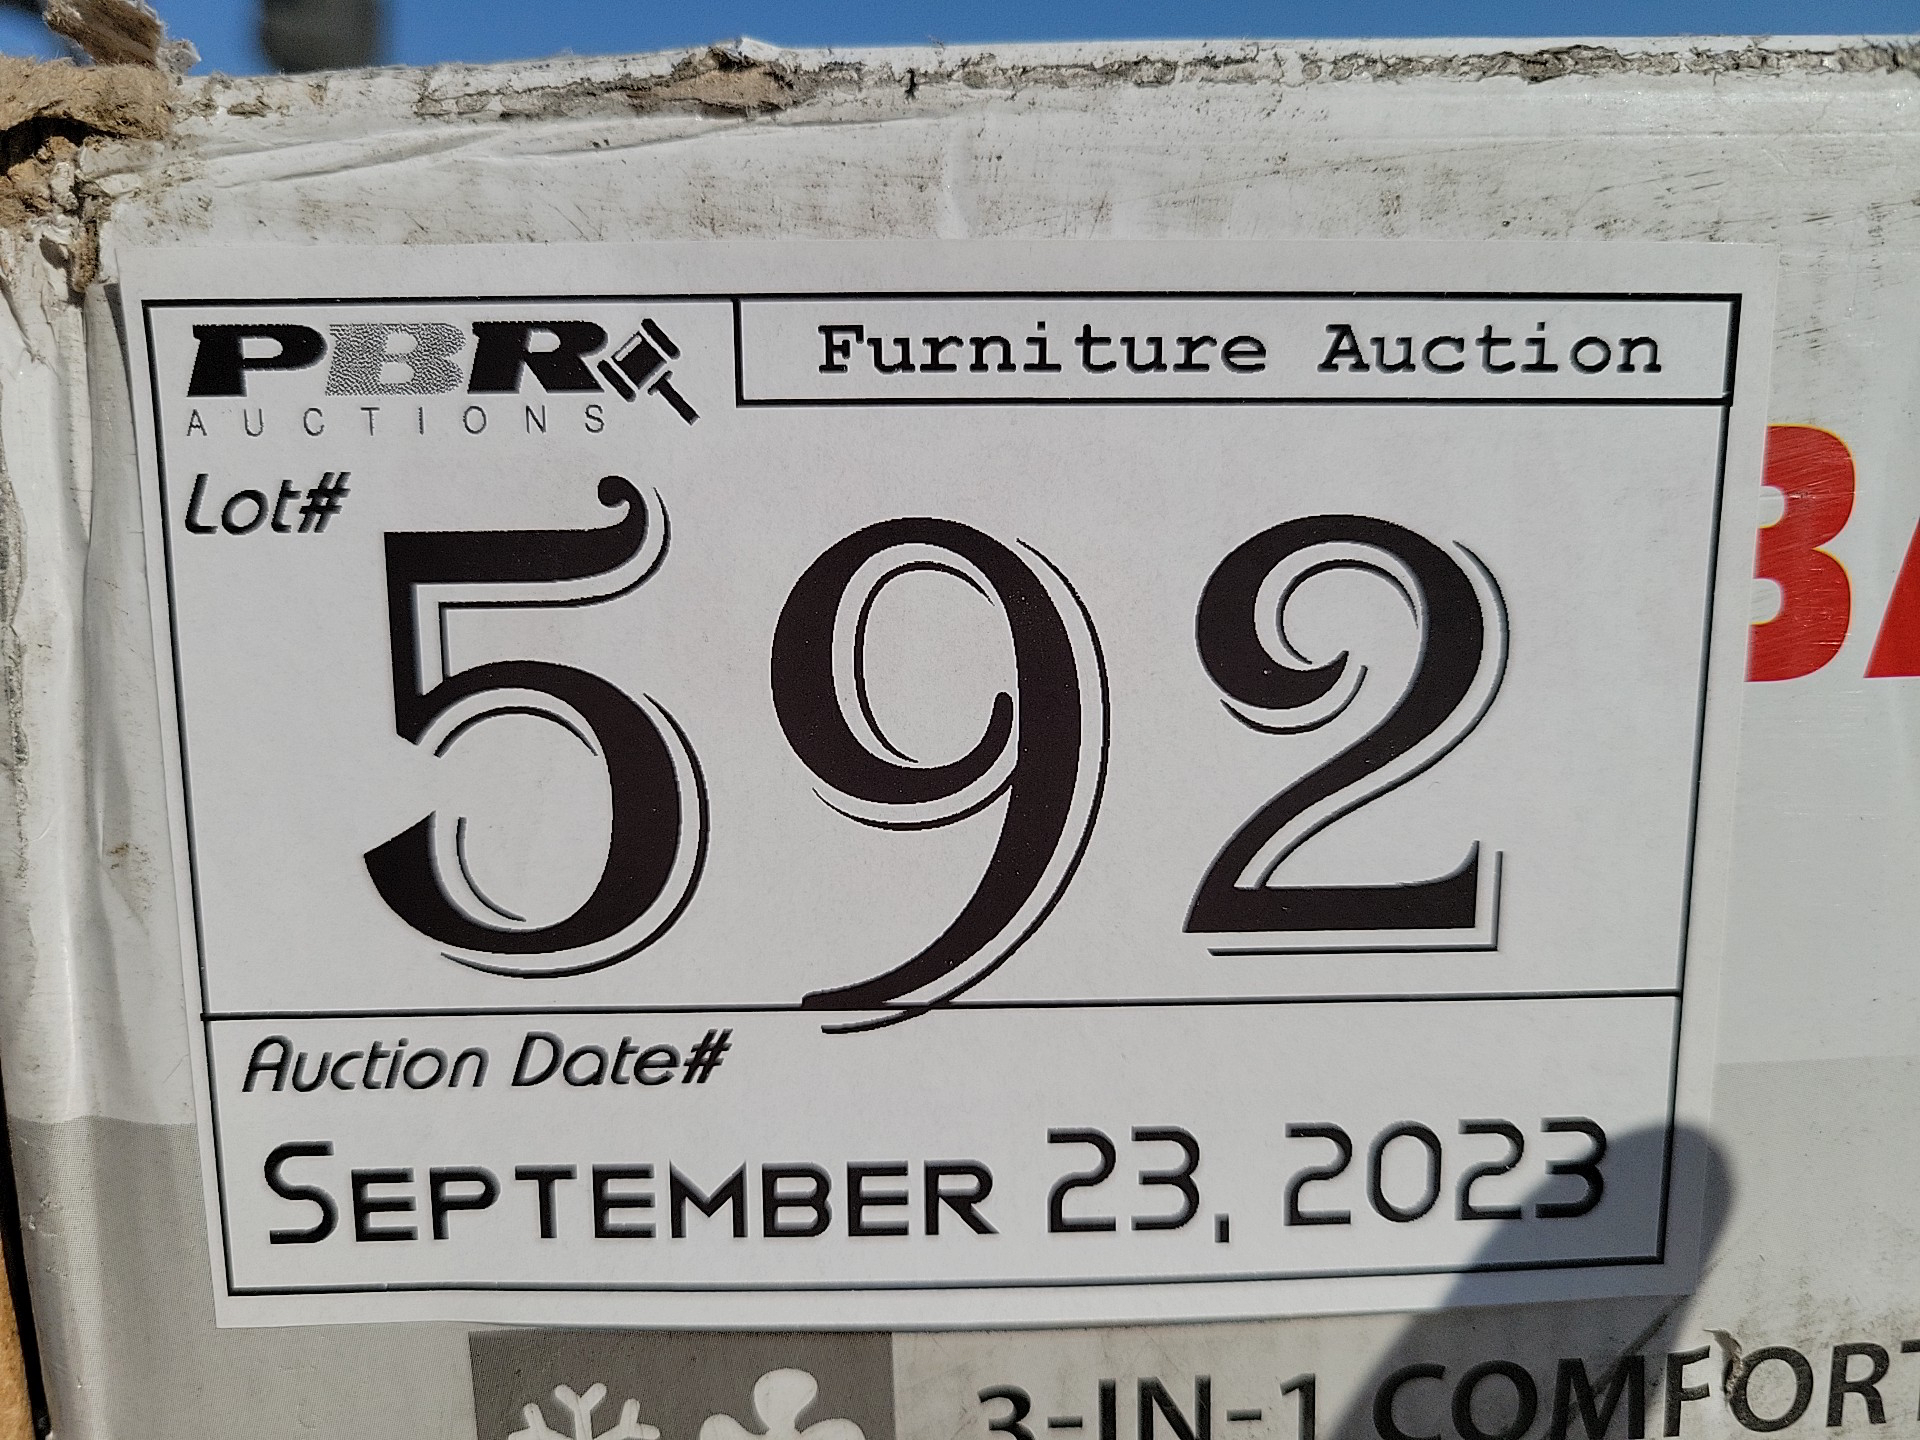 PBR
AUCTIONS
Furniture Auction
Lot#
592
Auction Date#
SEPTEMBER 23, 2023
3-IN-1 COMFORT